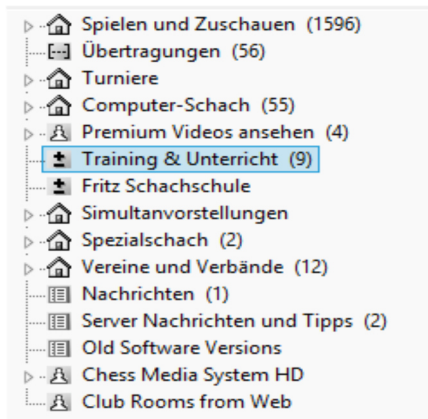 Spielen und Zuschauen (1596)
Übertragungen (56)
Turniere
Computer-Schach (55)
Premium Videos ansehen (4)
Training & Unterricht (9)
Fritz Schachschule
Simultanvorstellungen
Spezialschach (2)
Vereine und Verbände (12)
Nachrichten (1)
Server Nachrichten und Tipps (2)
Old Software Versions
Chess Media System HD
Club Rooms from Web